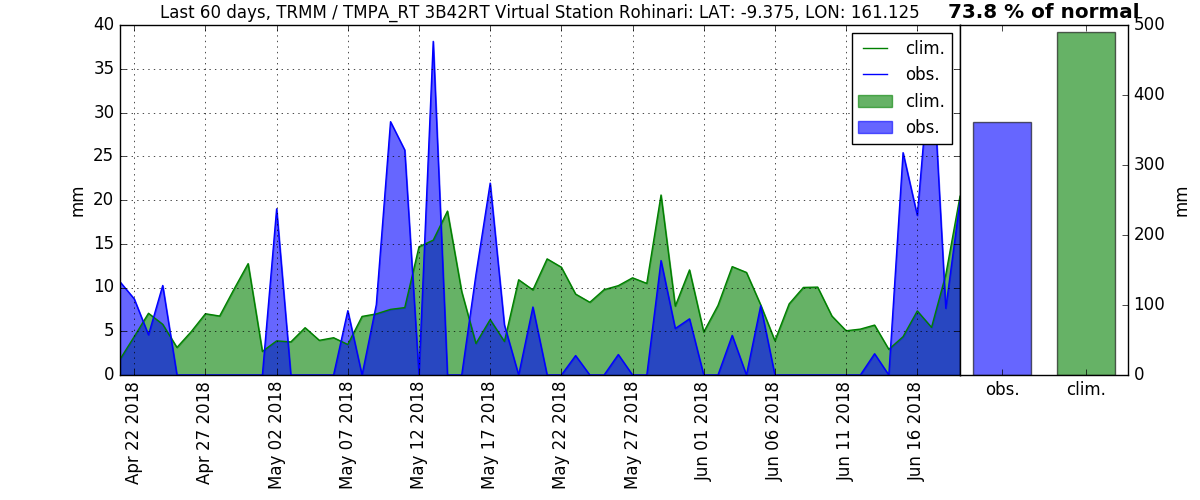 Last 60 days, TRMM / TMPA_RT 3B42RT Virtual Station Rohinari: LAT: -9.375, LON: 161.125
73.8 % of normal
40
35
30
25
20
15
10
5
0
mm
clim.
obs.
clim.
obs.
500
400
300
200
100
0
mm
obs.
clim.
Apr 22 2018
Apr 27 2018
May 02 2018
May 07 2018
May 12 2018
May 17 2018
May 22 2018
May 27 2018
Jun 01 2018
Jun 06 2018
Jun 11 2018
Jun 16 2018